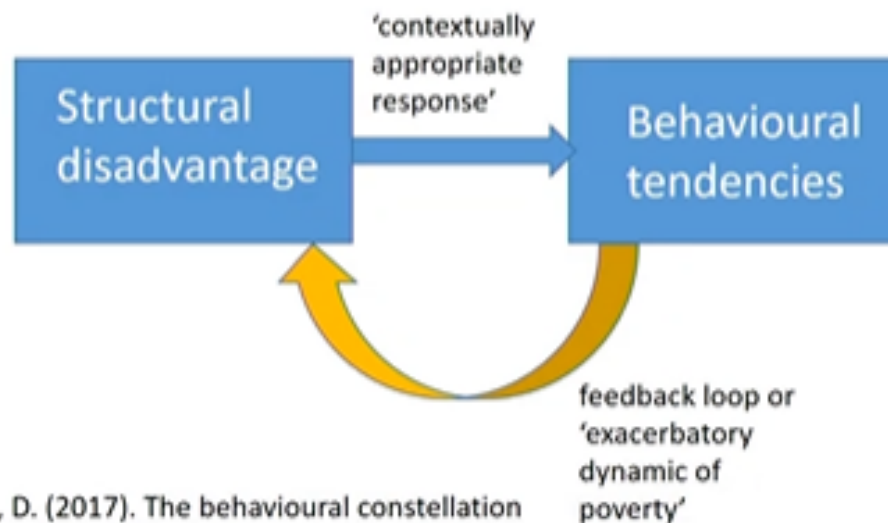 'contextually
appropriate
response'
Structural
disadvantage
Behavioural
tendencies
feedback loop or
'exacerbatory
dynamic of
poverty'
, D. (2017). The behavioural constellation